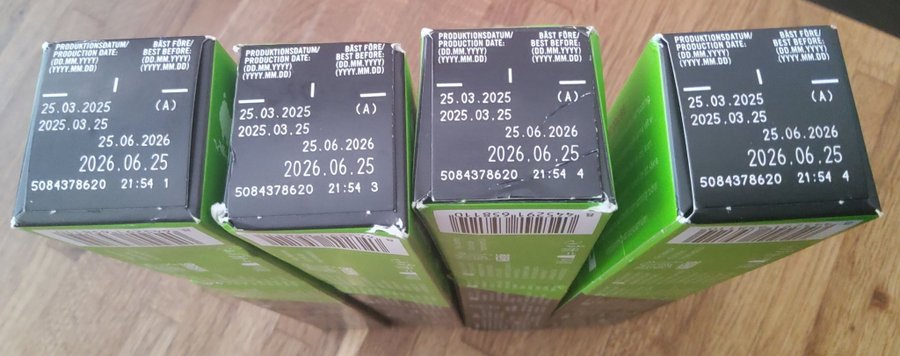 PRODUKTIONSDATUM/ BÄST FÖRE/
PRODUCTION DATE: BEST BEFORE:
(DD.MM.YYYY) (DD.MM.YYYY)
(YYYY.MM.DD) (YYYY.MM.DD)
25.03.2025 (A)
2025.03.25
25.06.2026
2026.06.25
5084378620 21:54 1
PRODUKTIONSDATUM/ BÄST FÖRE/
PRODUCTION DATE: BEST BEFORE:
(DD.MM.YYYY) (DD.MM.YYYY)
(YYYY.MM.DD) (YYYY.MM.DD)
25.03.2025 (A)
2025.03.25
25.06.2026
2026.06.25
5084378620 21:54 3
PRODUKTIONSDATUM/ BÄST FÖRE/
PRODUCTION DATE: BEST BEFORE:
(DD.MM.YYYY) (DD.MM.YYYY)
(YYYY.MM.DD) (YYYY.MM.DD)
25.03.2025 (A)
2025.03.25
25.06.2026
2026.06.25
5084378620 21:54 4
PRODUKTIONSDATUM/ BÄST FÖRE/
PRODUCTION DATE: BEST BEFORE:
(DD.MM.YYYY) (DD.MM.YYYY)
(YYYY.MM.DD) (YYYY.MM.DD)
25.03.2025 (A)
2025.03.25
25.06.2026
2026.06.25
5084378620 21:54 4